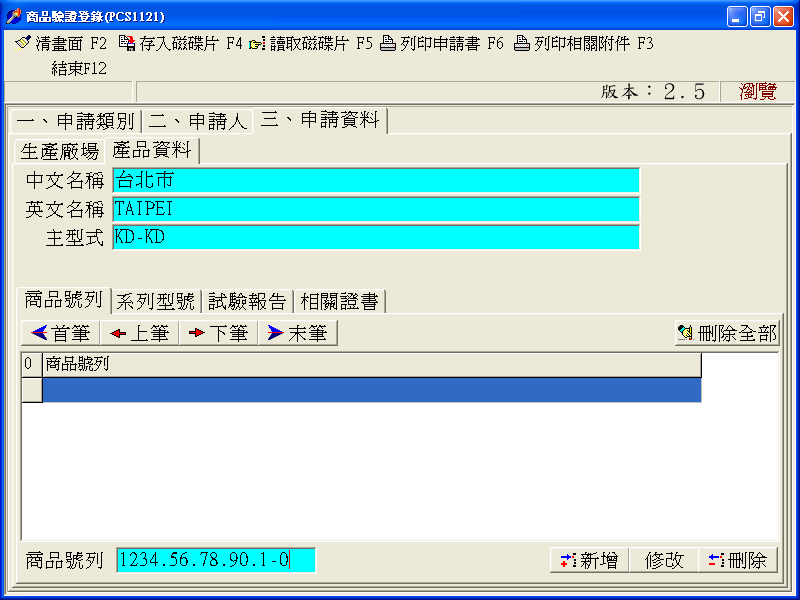 商品驗證登錄(PCS1121)
清畫面 F2 存入磁碟片 F4 讀取磁碟片 F5 列印申請書 F6 列印相關附件 F3
結束F12
版本：2.5 瀏覽
一、申請類別 二、申請人 三、申請資料
生產廠場 產品資料
中文名稱 台北市
英文名稱 TAIPEI
主型式 KD-KD
商品號列 系列型號 試驗報告 相關證書
首筆 上筆 下筆 末筆 刪除全部
0 商品號列
商品號列 1234.56.78.90.1-0 新增 修改 刪除